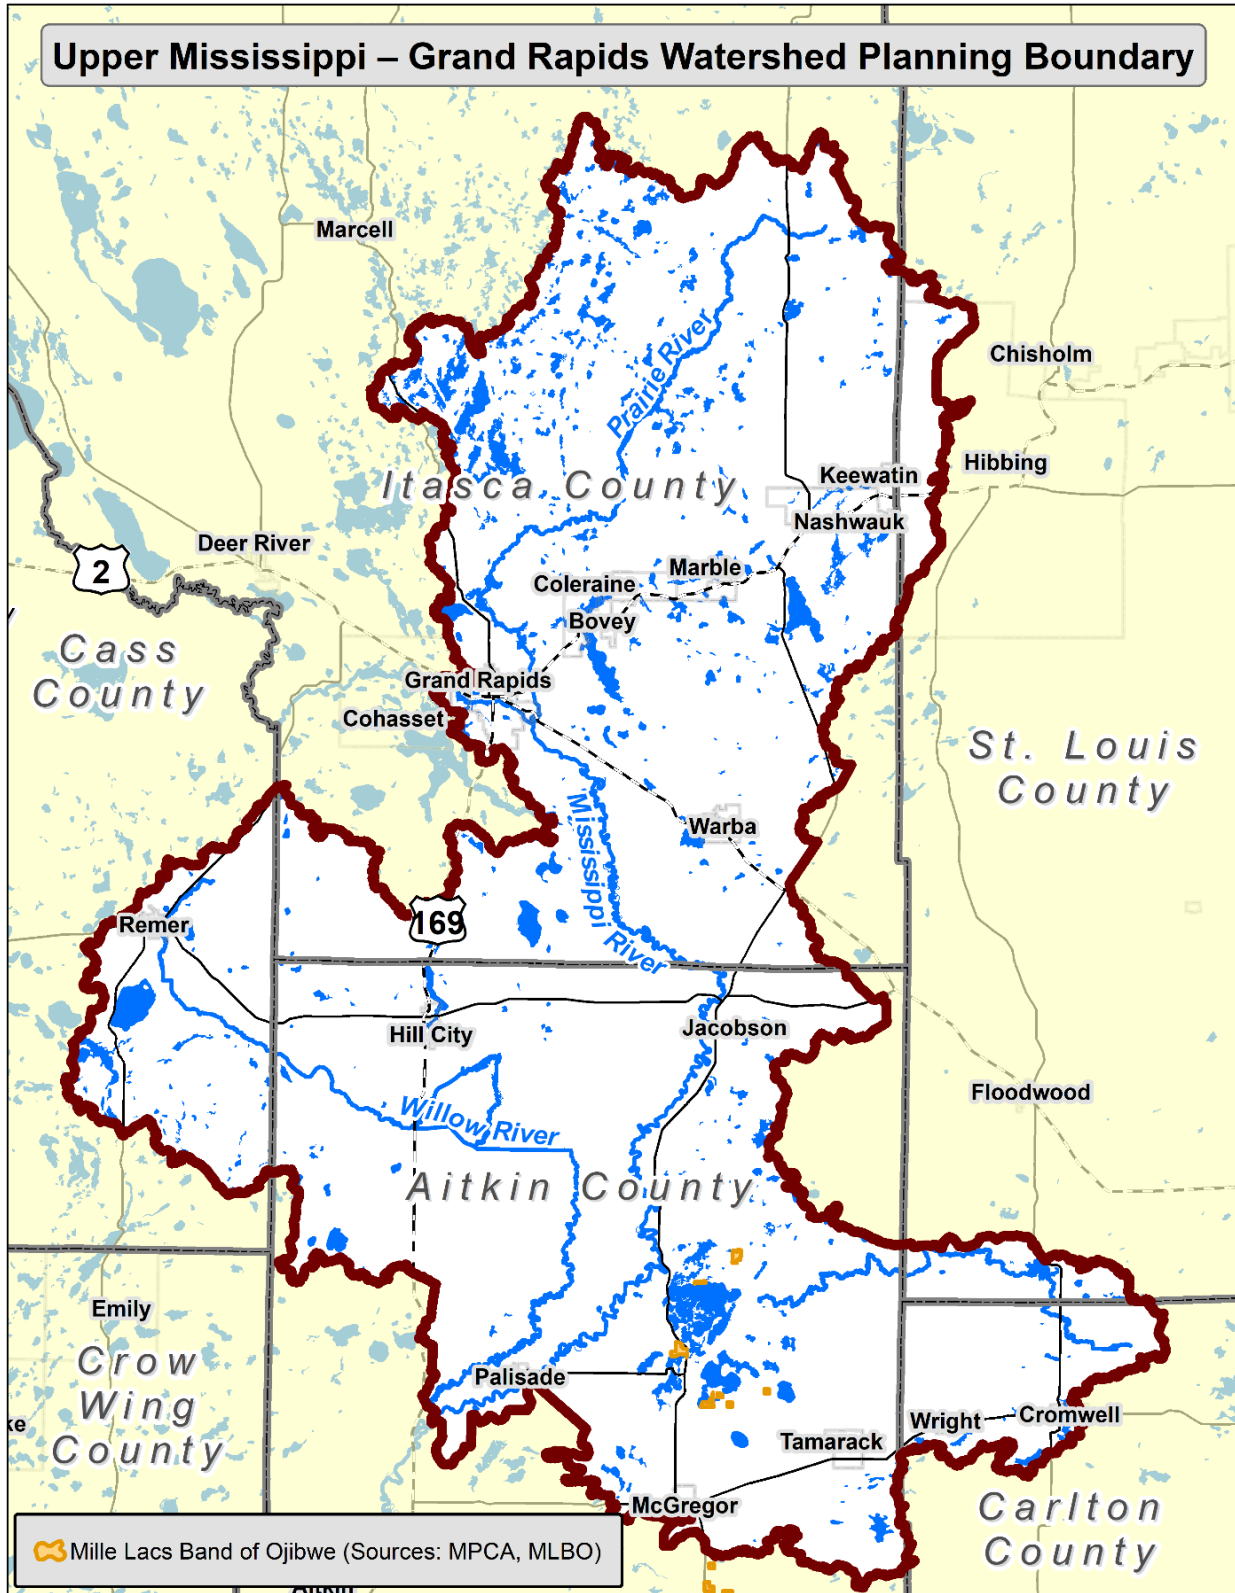 Upper Mississippi – Grand Rapids Watershed Planning Boundary
Marcell
Prairie River
Chisholm
Hibbing
Keewatin
Itasca County
Nashwauk
Deer River
2
Marble
Coleraine
Bovey
Cass
County
Grand Rapids
Cohasset
St. Louis
County
Mississippi
River
Warba
Remer
169
Jacobson
Hill City
Floodwood
Willow River
Aitkin County
Emily
Crow
Wing
County
ke
Palisade
Wright
Cromwell
Tamarack
McGregor
Carlton
County
Mille Lacs Band of Ojibwe (Sources: MPCA, MLBO)